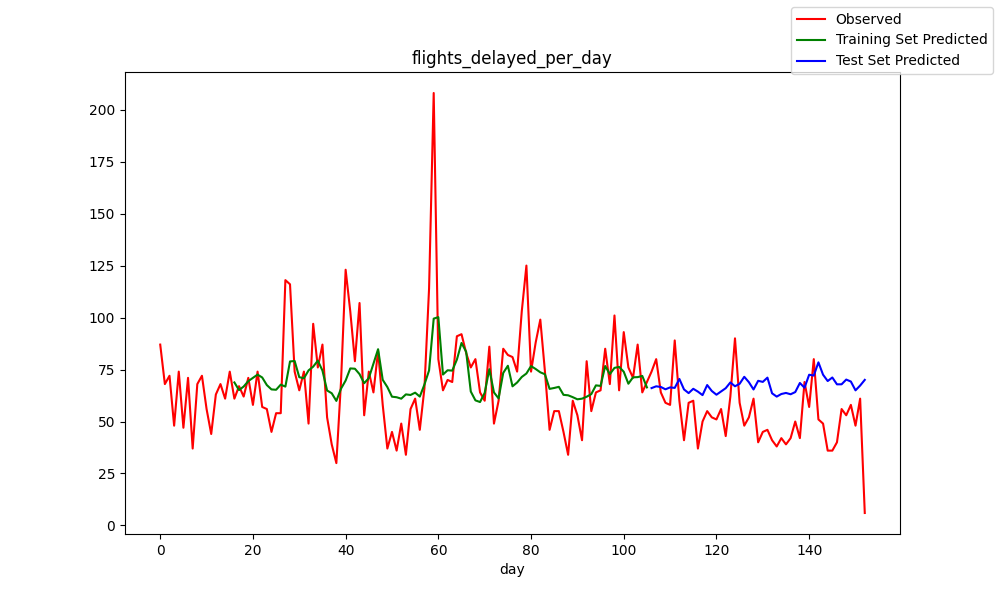 Observed
Training Set Predicted
Test Set Predicted
flights_delayed_per_day
200
175
150
125
100
75
50
25
0
0 20 40 60 80 100 120 140
day